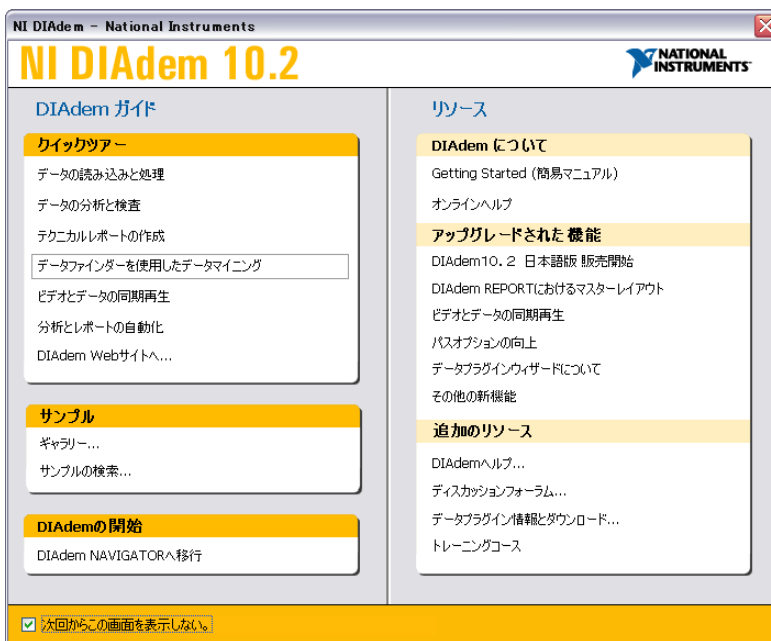 NI DIAdem - National Instruments
NI DIAdem 10.2
NATIONAL
INSTRUMENTS
DIAdem ガイド
クイックツアー
データの読み込みと処理
データの分析と検査
テクニカルレポートの作成
データファインダーを使用したデータマイニング
ビデオとデータの同期再生
分析とレポートの自動化
DIAdem Webサイトへ...
サンプル
ギャラリー...
サンプルの検索...
DIAdemの開始
DIAdem NAVIGATORへ移行
リソース
DIAdem について
Getting Started (簡易マニュアル)
オンラインヘルプ
アップグレードされた機能
DIAdem10.2 日本語版 販売開始
DIAdem REPORTにおけるマスターレイアウト
ビデオとデータの同期再生
パスオプションの向上
データプラグインウィザードについて
その他の新機能
追加のリソース
DIAdemヘルプ...
ディスカッションフォーラム...
データプラグイン情報とダウンロード...
トレーニングコース
次回からこの画面を表示しない。